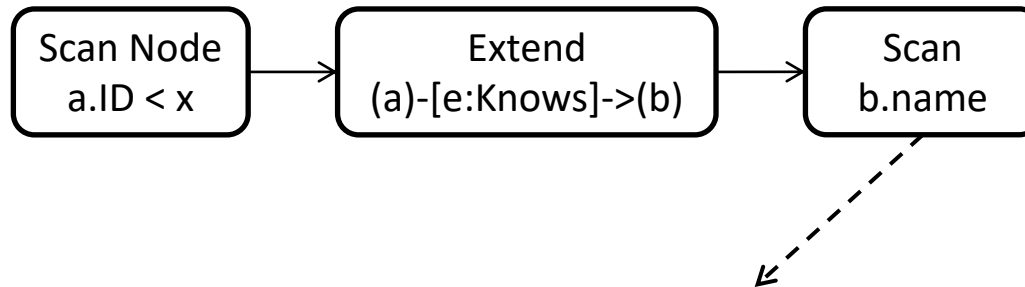 Scan Node
a.ID < x
Extend
(a)-[e:Knows]->(b)
Scan
b.name